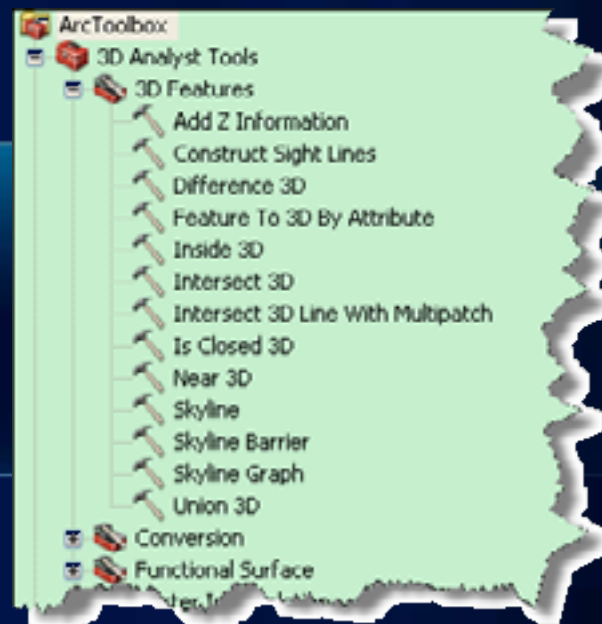 ArcToolbox
3D Analyst Tools
3D Features
Add Z Information
Construct Sight Lines
Difference 3D
Feature To 3D By Attribute
Inside 3D
Intersect 3D
Intersect 3D Line With Multipatch
Is Closed 3D
Near 3D
Skyline
Skyline Barrier
Skyline Graph
Union 3D
Conversion
Functional Surface